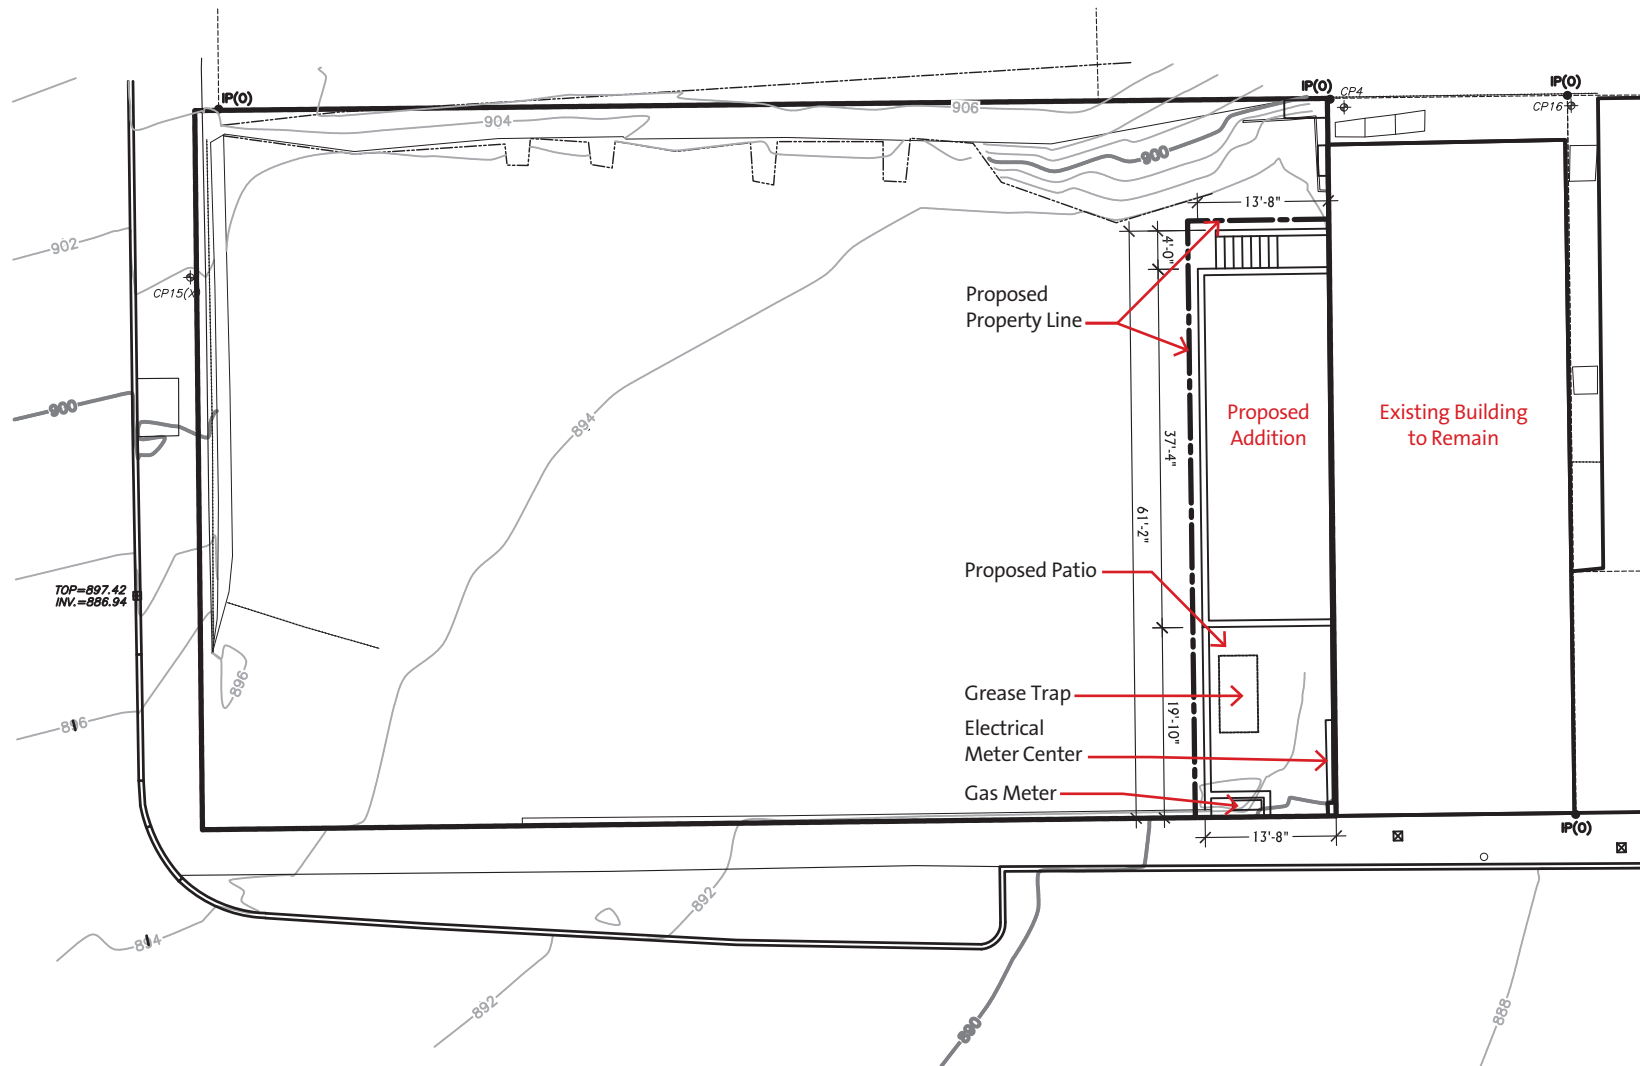 IP(O)
IP(O)
CP4
IP(O)
CP16
904
906
900
13'-8"
902
4'-0"
CP15(X)
Proposed
Property Line
900
894
Proposed
Addition
Existing Building
to Remain
37'-4"
61'-2"
Proposed Patio
TOP=897.42
INV.=886.94
896
Grease Trap
896
19'-10"
Electrical
Meter Center
Gas Meter
13'-8"
IP(O)
892
894
892
890
888